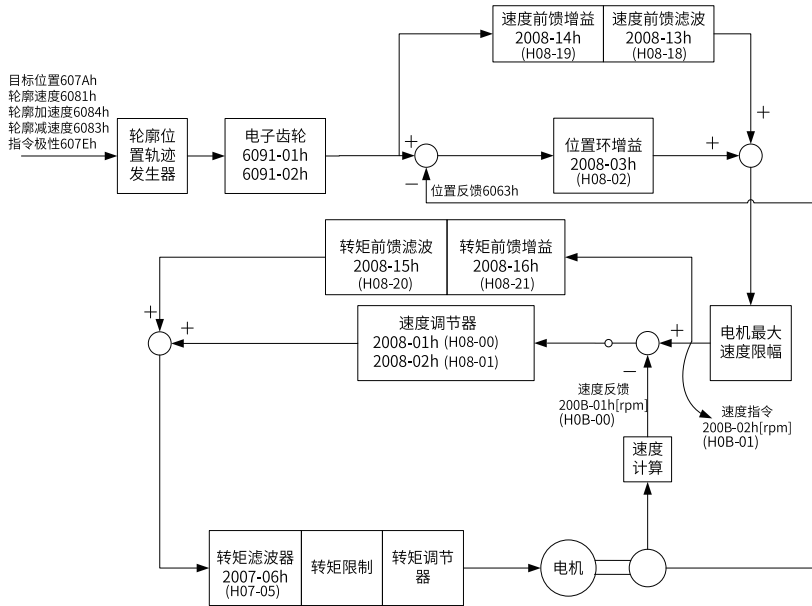 速度前馈增益
2008-14h
(H08-19)
速度前馈滤波
2008-13h
(H08-18)
目标位置607Ah
轮廓速度6081h
轮廓加速度6084h
轮廓减速度6083h
指令极性607Eh
轮廓位
置轨迹
发生器
电子齿轮
6091-01h
6091-02h
+
−
位置反馈6063h
位置环增益
2008-03h
(H08-02)
+
+
转矩前馈滤波
2008-15h
(H08-20)
转矩前馈增益
2008-16h
(H08-21)
+
+
速度调节器
2008-01h (H08-00)
2008-02h (H08-01)
+
−
电机最大
速度限幅
速度反馈
200B-01h[rpm]
(H0B-00)
速度指令
200B-02h[rpm]
(H0B-01)
速度
计算
转矩滤波器
2007-06h
(H07-05)
转矩限制
转矩调节
器
电机